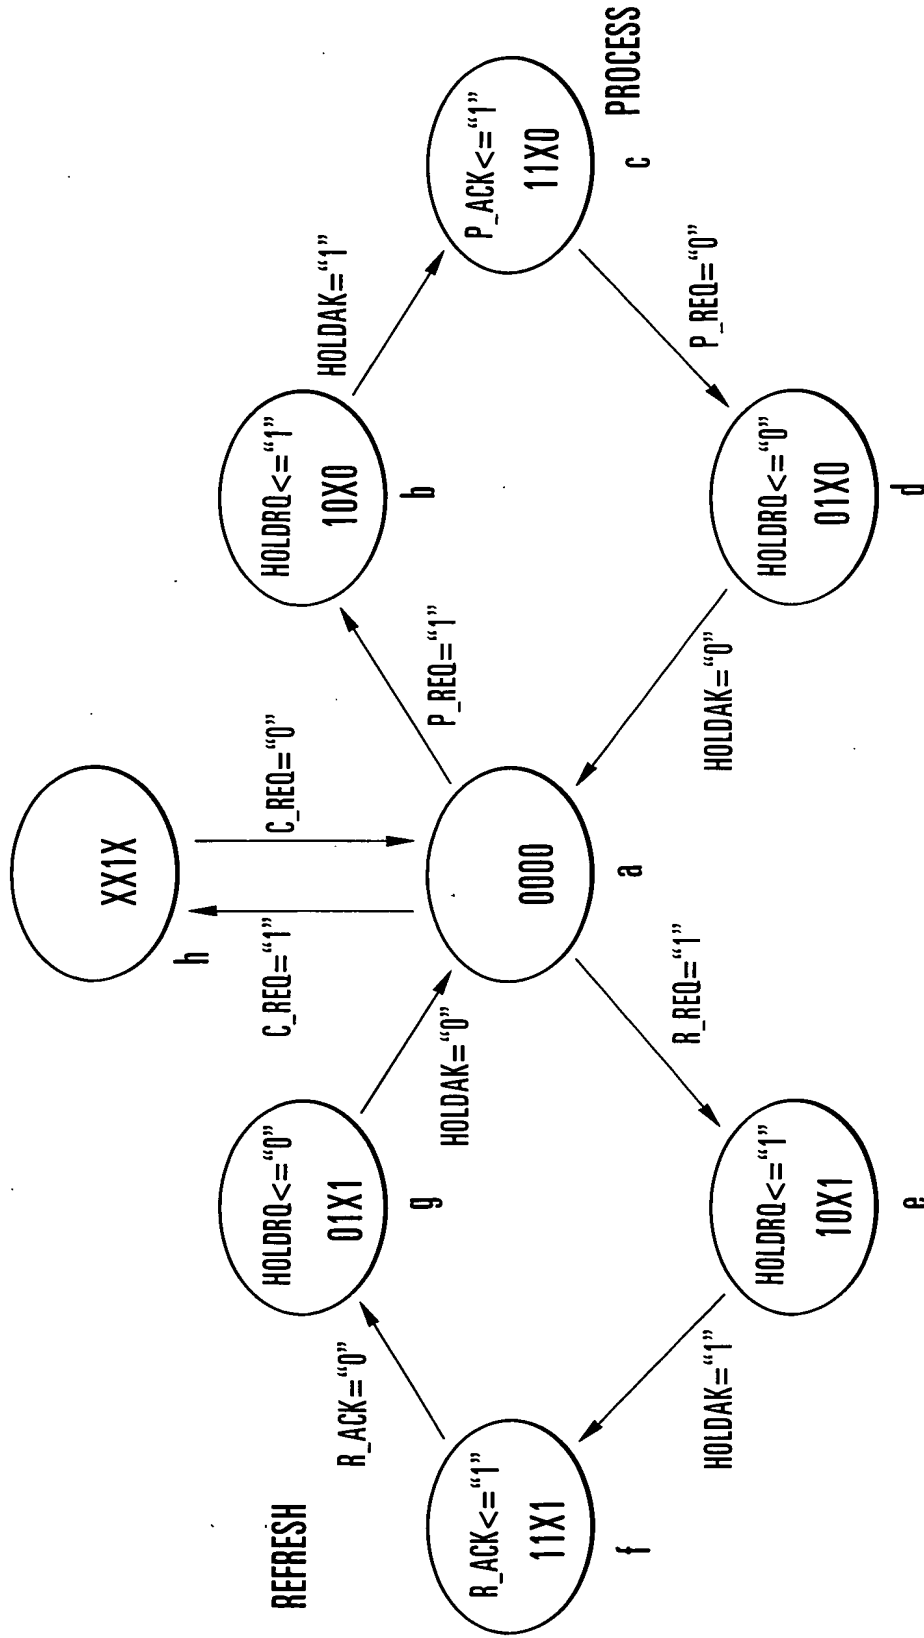 REFRESH
R_ACK<="1"
11X1
f
R_ACK="0"
HOLDAK="1"
HOLDRQ<="0"
01X1
g
HOLDRQ<="1"
10X1
e
HOLDAK="0"
R_REQ="1"
C_REQ="1"
C_REQ="0"
XX1X
h
0000
a
P_REQ="1"
HOLDAK="0"
HOLDRQ<="1"
10X0
b
HOLDRQ<="0"
01X0
d
HOLDAK="1"
P_REQ="0"
P_ACK<="1"
11X0
c
PROCESS